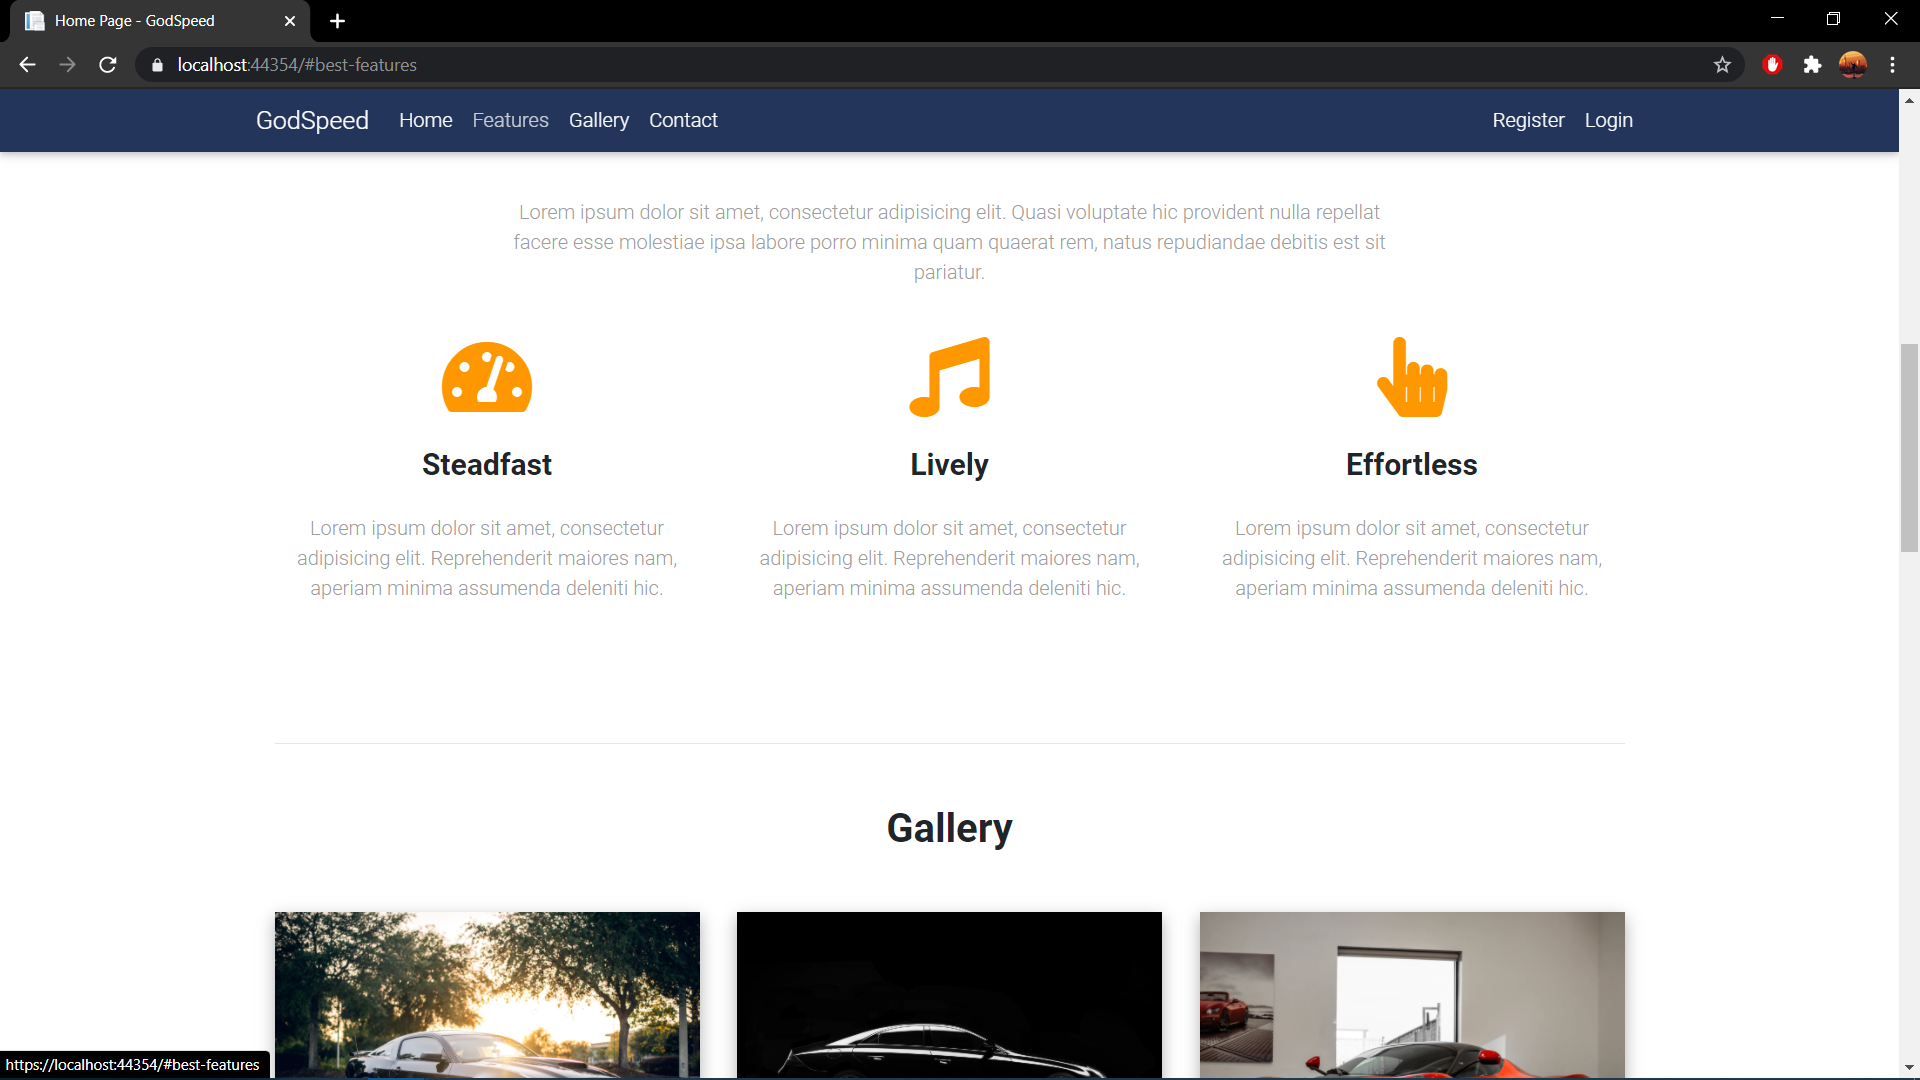 Home Page - GodSpeed
localhost:44354/#best-features
GodSpeed Home Features Gallery Contact Register Login
Lorem ipsum dolor sit amet, consectetur adipisicing elit. Quasi voluptate hic provident nulla repellat
facere esse molestiae ipsa labore porro minima quam quaerat rem, natus repudiandae debitis est sit
pariatur.
Steadfast
Lorem ipsum dolor sit amet, consectetur
adipisicing elit. Reprehenderit maiores nam,
aperiam minima assumenda deleniti hic.
Lively
Lorem ipsum dolor sit amet, consectetur
adipisicing elit. Reprehenderit maiores nam,
aperiam minima assumenda deleniti hic.
Effortless
Lorem ipsum dolor sit amet, consectetur
adipisicing elit. Reprehenderit maiores nam,
aperiam minima assumenda deleniti hic.
Gallery
https://localhost:44354/#best-features